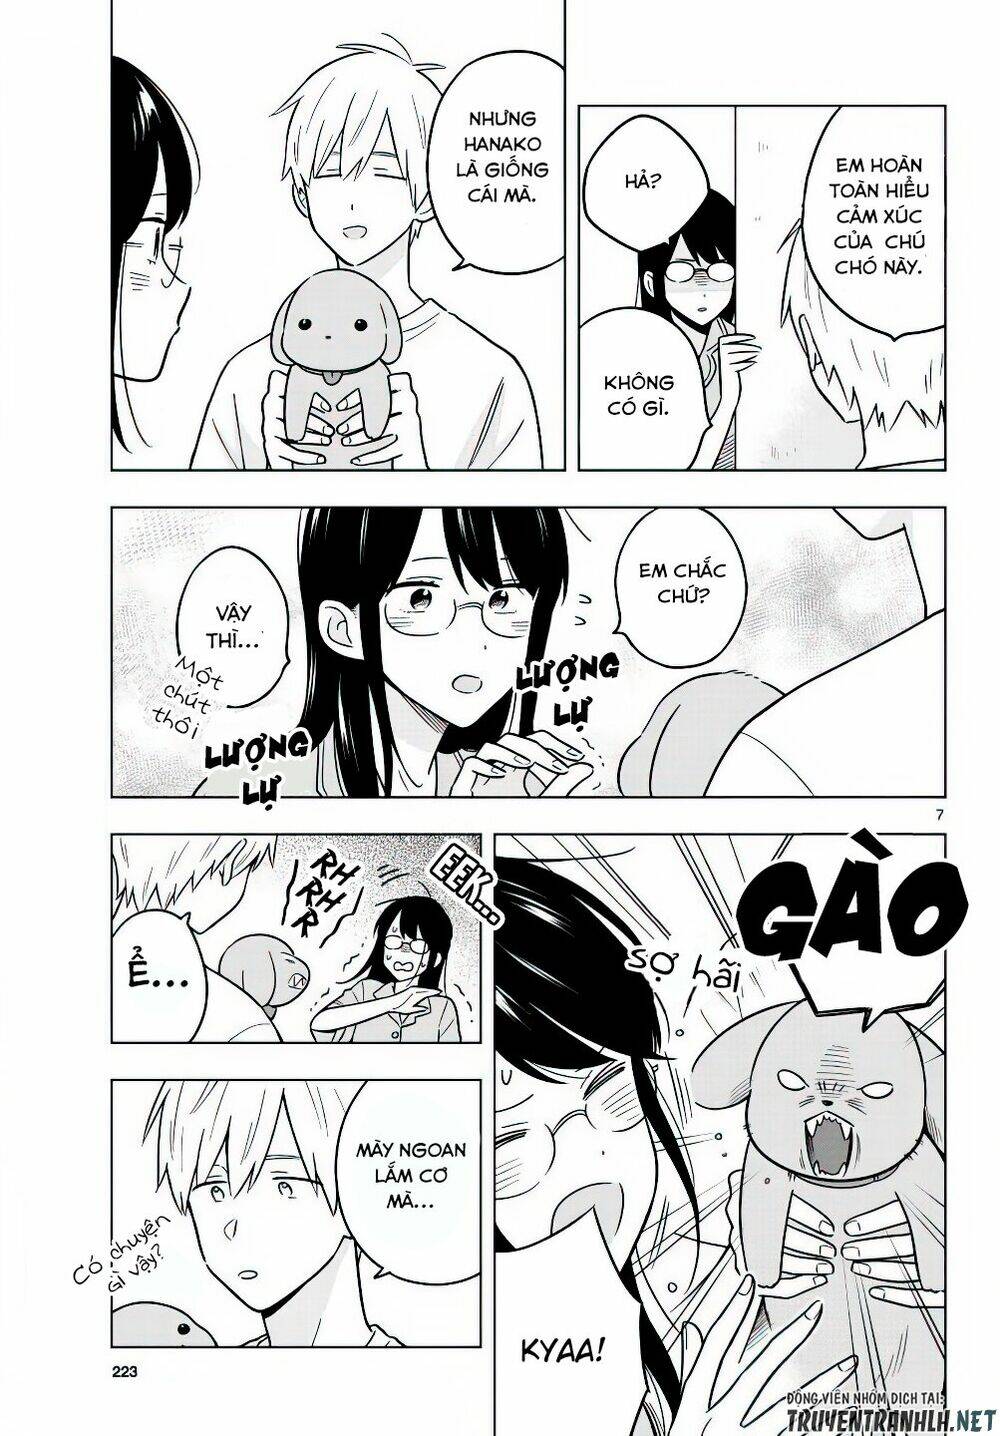 EM HOÀN
TOÀN HIỂU
CẢM XÚC
CỦA CHÚ
CHÓ NÀY.
HẢ?
KHÔNG
CÓ GÌ.
NHƯNG
HANAKO
LÀ GIỐNG
CÁI MÀ.
EM CHẮC
CHỨ?
LƯỢNG
LỰ
VẬY
THÌ...
Một
chút
thôi
LƯỢNG
LỰ
7
GÀO
sợ hãi
KYAA!
EEK...
RH
RH
R
Ể...
MÀY NGOAN
LẮM CƠ
MÀ...
Có chuyện
Gì vậy?
223
ĐỘNG VIÊN NHÓM DỊCH TẠI:
TRUYENTRANHLH.NET